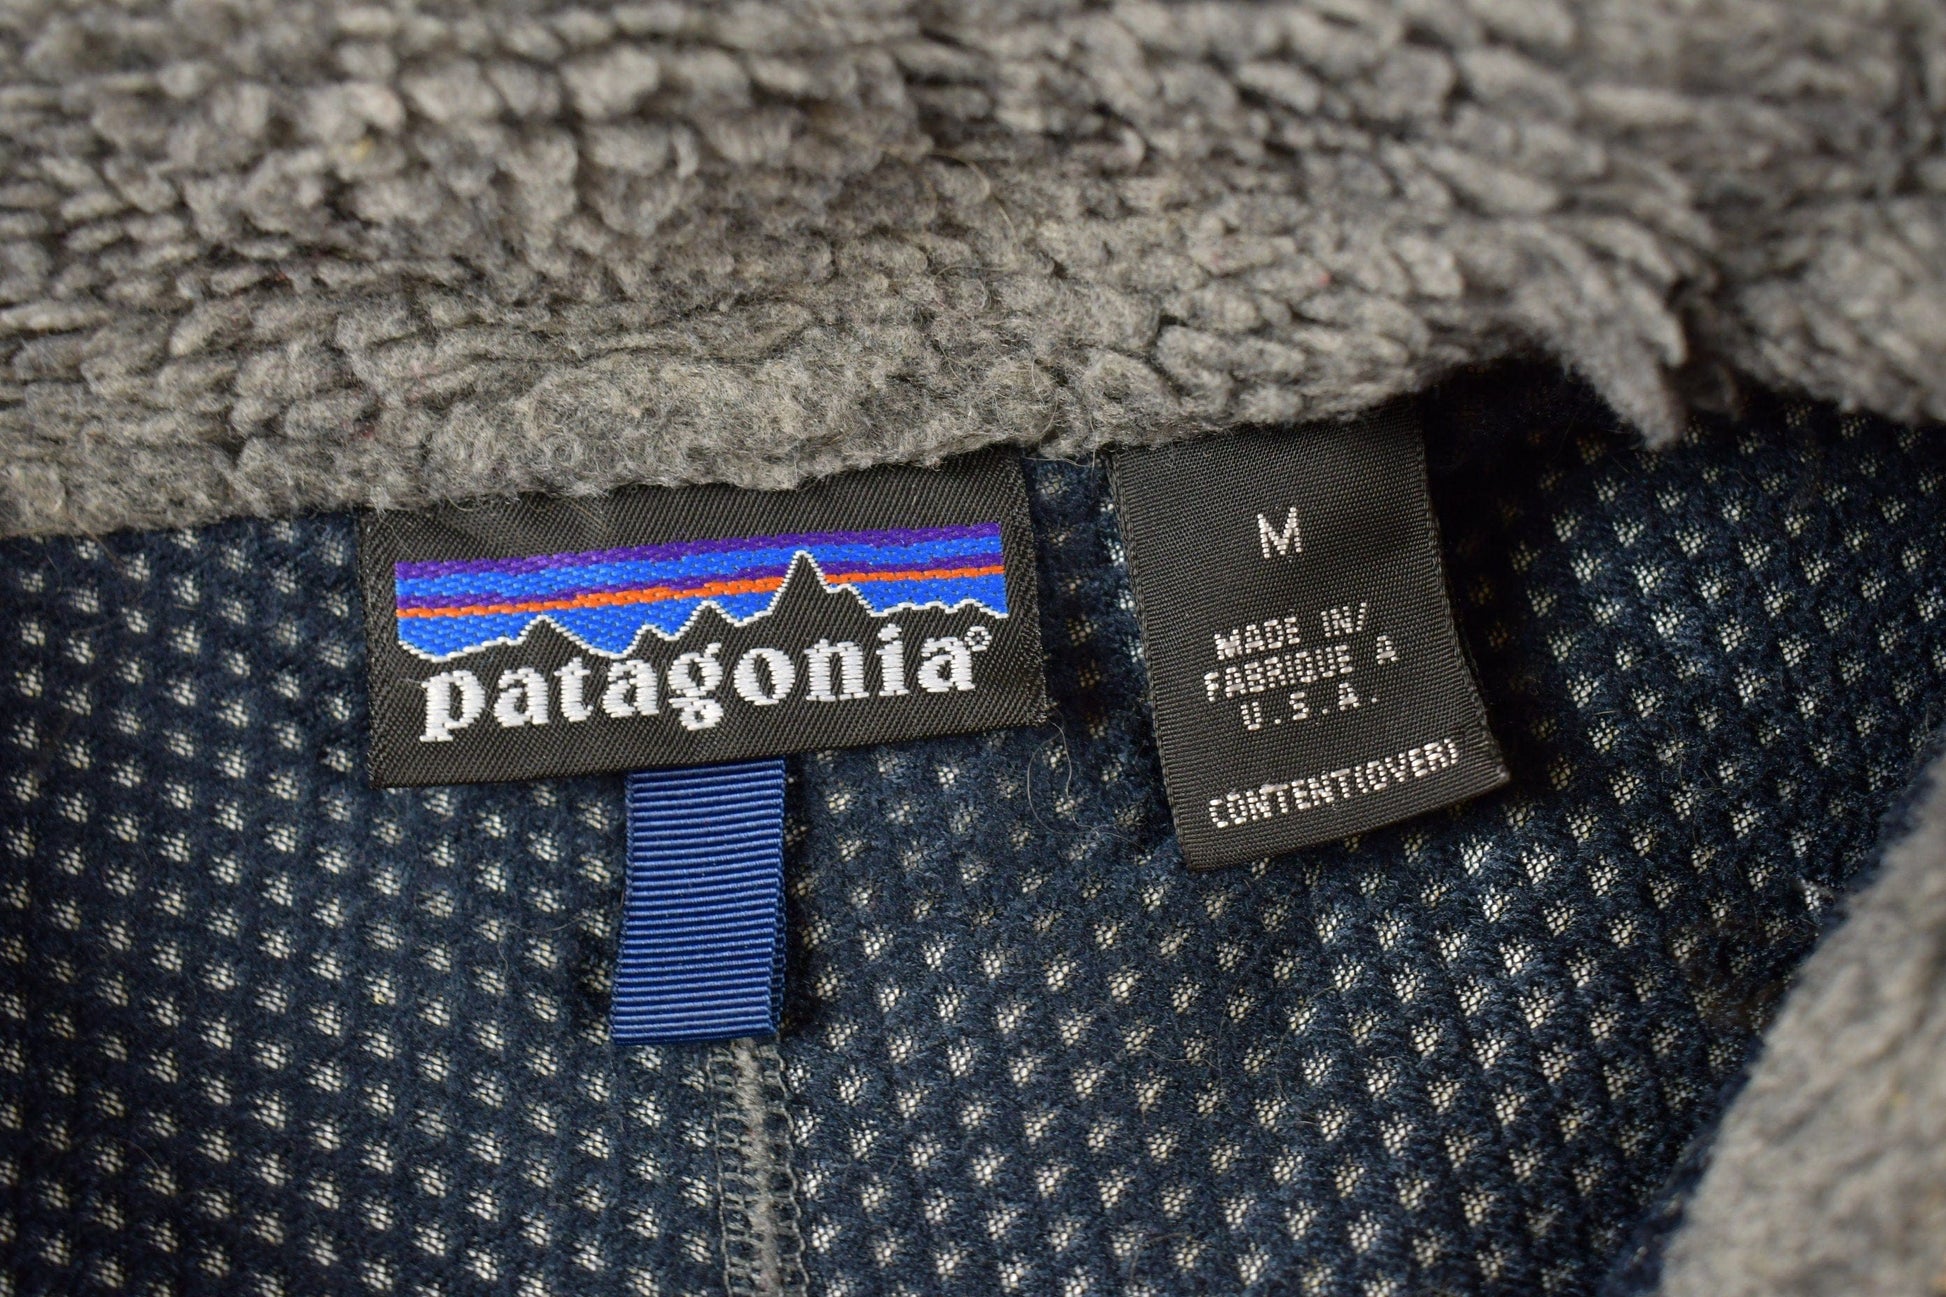 patagonia®
M
MADE IN/
FABRIQUE A
U.S.A.
CONTENT(OVER)